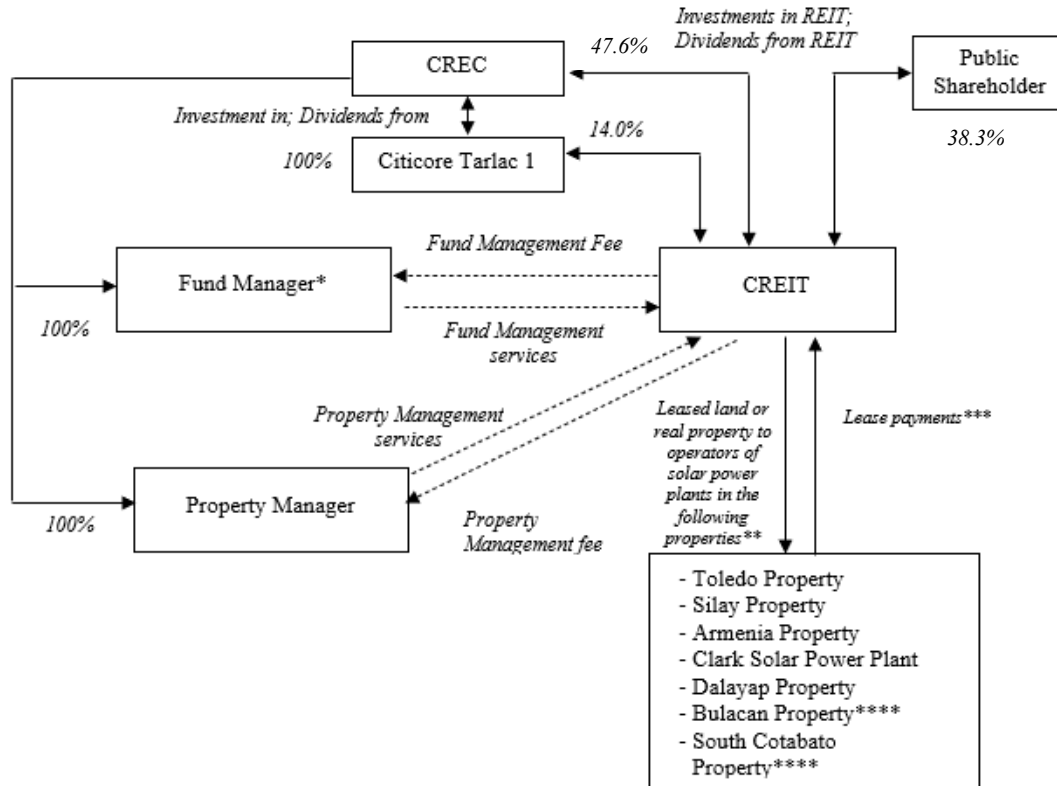 Investments in REIT;
Dividends from REIT
47.6%
CREC
Public
Shareholder
38.3%
Investment in; Dividends from
14.0%
100%
Citicore Tarlac 1
Fund Management Fee
Fund Manager*
CREIT
100%
Fund Management
services
Property Management
services
Leased land or
real property to
operators of
solar power
plants in the
following
properties**
Lease payments***
Property Manager
100%
Property
Management fee
- Toledo Property
- Silay Property
- Armenia Property
- Clark Solar Power Plant
- Dalayap Property
- Bulacan Property****
- South Cotabato
Property****